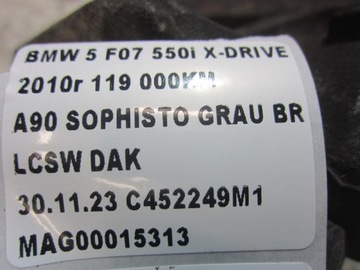 BMW 5 F07 550i X-DRIVE
2010r 119 000KM
A90 SOPHISTO GRAU BR
LCSW DAK
30.11.23 C452249M1
MAG00015313